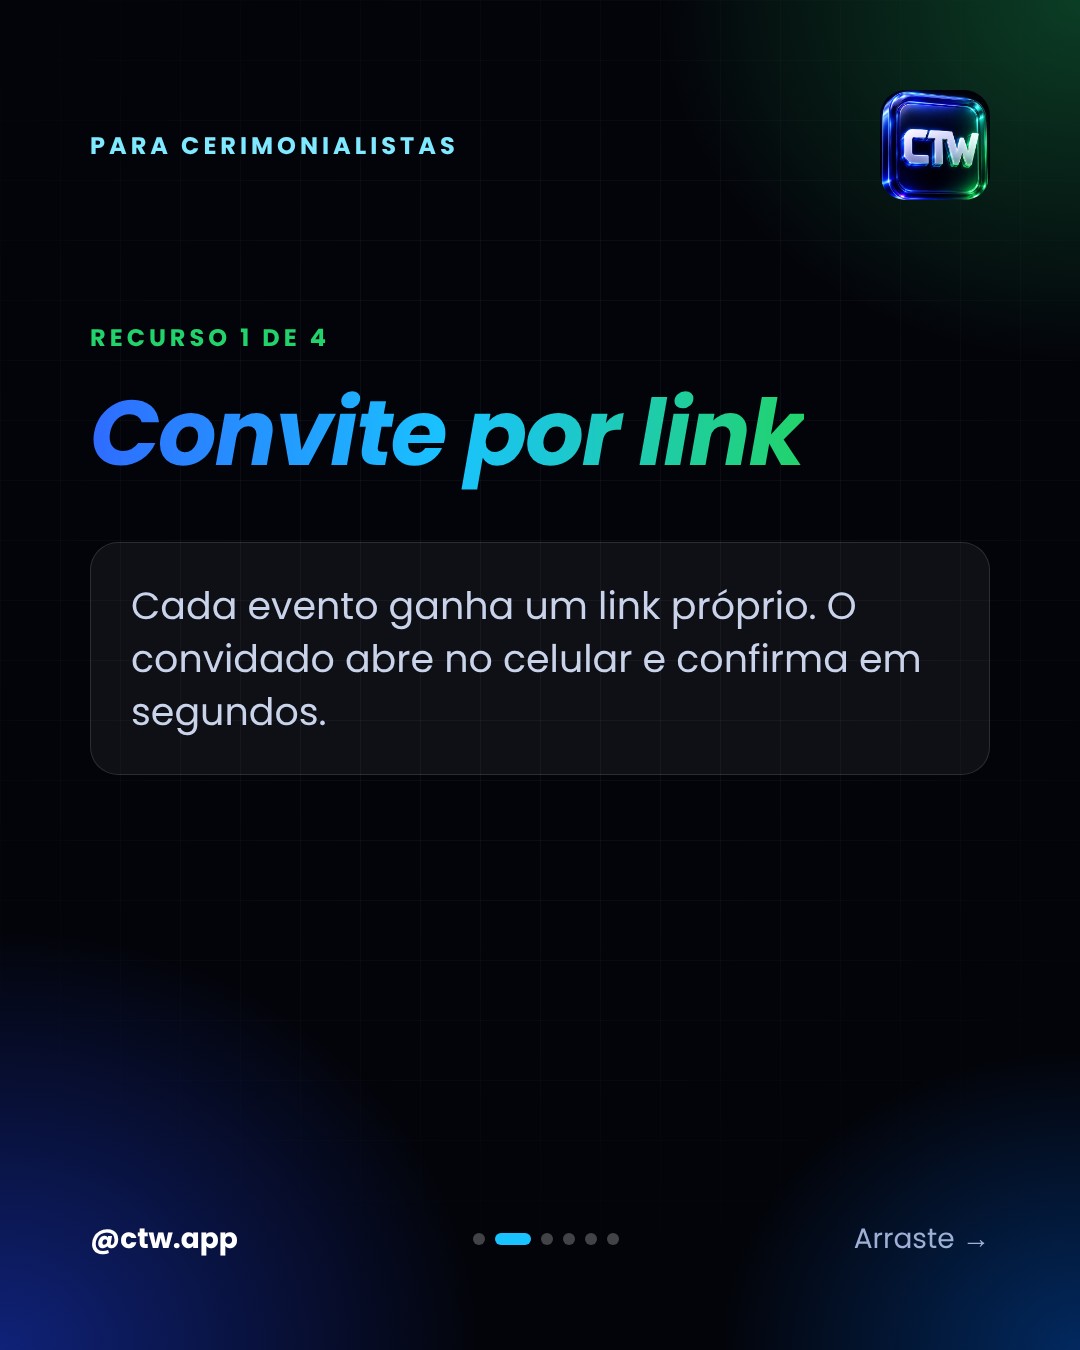 PARA CERIMONIALISTAS
CTW
RECURSO 1 DE 4
Convite por link
Cada evento ganha um link próprio. O
convidado abre no celular e confirma em
segundos.
@ctw.app
Arraste →